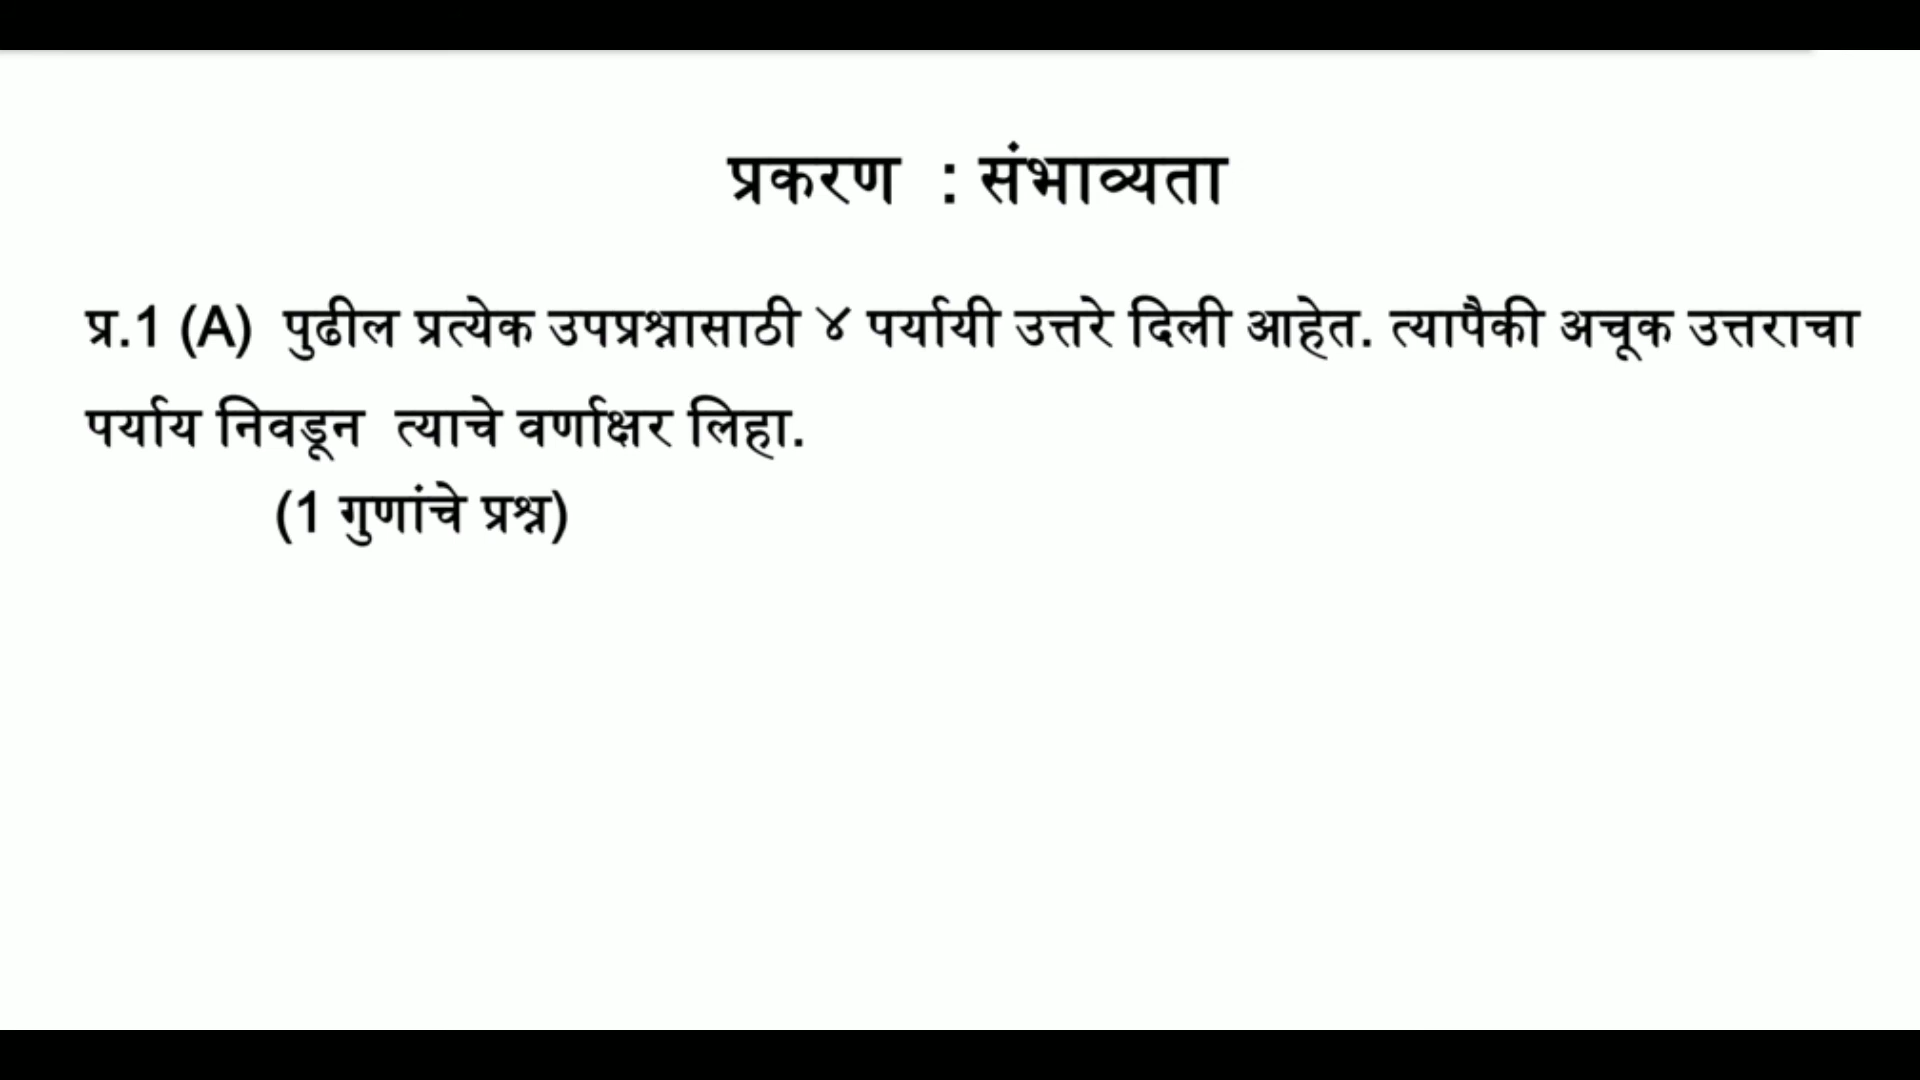 प्रकरण : संभाव्यता
प्र.1 (A) पुढील प्रत्येक उपप्रश्नासाठी ४ पर्यायी उत्तरे दिली आहेत. त्यापैकी अचूक उत्तराचा
पर्याय निवडून त्याचे वर्णाक्षर लिहा.
(1 गुणांचे प्रश्न)